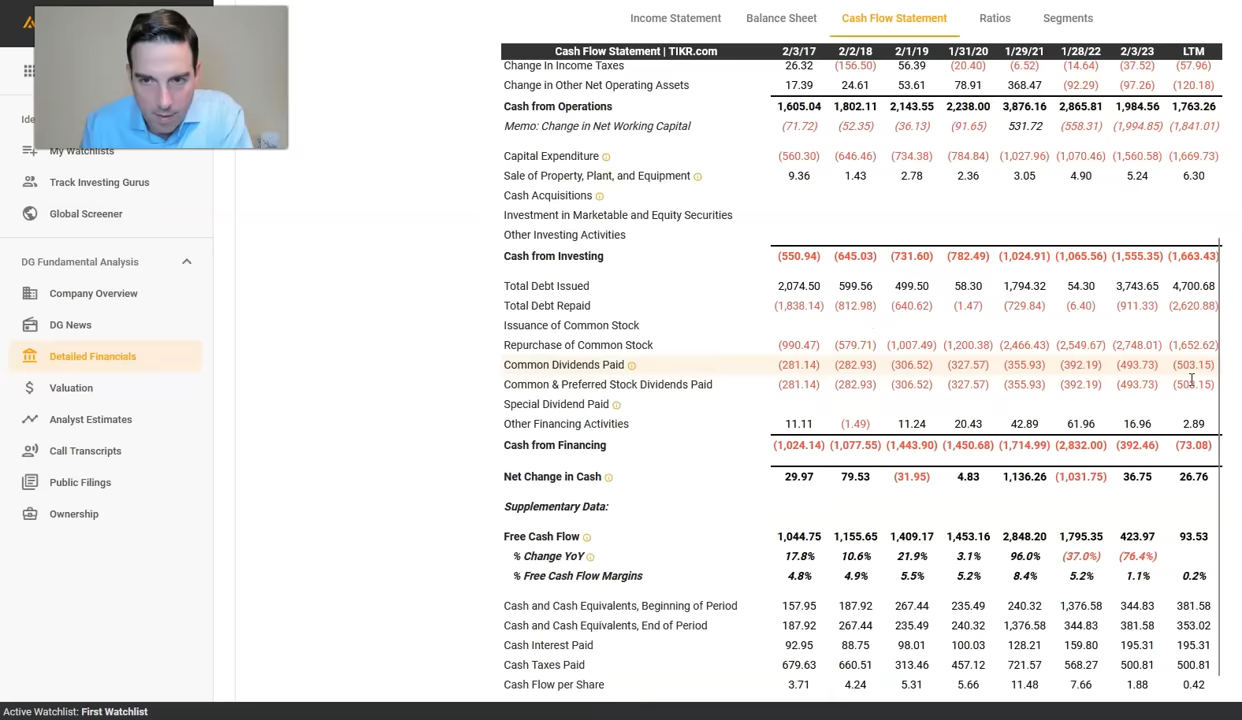 Income Statement Balance Sheet Cash Flow Statement Ratios Segments
Cash Flow Statement | TIKR.com 2/3/17 2/2/18 2/1/19 1/31/20 1/29/21 1/28/22 2/3/23 LTM
Change In Income Taxes 26.32 (156.50) 56.39 (20.40) (6.52) (14.64) (37.52) (57.96)
Change in Other Net Operating Assets 17.39 24.61 53.61 78.91 368.47 (92.29) (97.26) (120.18)
Cash from Operations 1,605.04 1,802.11 2,143.55 2,238.00 3,876.16 2,865.81 1,984.56 1,763.26
Memo: Change in Net Working Capital (71.72) (52.35) (36.13) (91.65) 531.72 (558.31) (1,994.85) (1,841.01)
Capital Expenditure (560.30) (646.46) (734.38) (784.84) (1,027.96) (1,070.46) (1,560.58) (1,669.73)
Sale of Property, Plant, and Equipment 9.36 1.43 2.78 2.36 3.05 4.90 5.24 6.30
Cash Acquisitions
Investment in Marketable and Equity Securities
Other Investing Activities
Cash from Investing (550.94) (645.03) (731.60) (782.49) (1,024.91) (1,065.56) (1,555.35) (1,663.43)
Total Debt Issued 2,074.50 599.56 499.50 58.30 1,794.32 54.30 3,743.65 4,700.68
Total Debt Repaid (1,838.14) (812.98) (640.62) (1.47) (729.84) (6.40) (911.33) (2,620.88)
Issuance of Common Stock
Repurchase of Common Stock (990.47) (579.71) (1,007.49) (1,200.38) (2,466.43) (2,549.67) (2,748.01) (1,652.62)
Common Dividends Paid (281.14) (282.93) (306.52) (327.57) (355.93) (392.19) (493.73) (503.15)
Common & Preferred Stock Dividends Paid (281.14) (282.93) (306.52) (327.57) (355.93) (392.19) (493.73) (503.15)
Special Dividend Paid
Other Financing Activities 11.11 (1.49) 11.24 20.43 42.89 61.96 16.96 2.89
Cash from Financing (1,024.14) (1,077.55) (1,443.90) (1,450.68) (1,714.99) (2,832.00) (392.46) (73.08)
Net Change in Cash 29.97 79.53 (31.95) 4.83 1,136.26 (1,031.75) 36.75 26.76
Supplementary Data:
Free Cash Flow 1,044.75 1,155.65 1,409.17 1,453.16 2,848.20 1,795.35 423.97 93.53
% Change YoY 17.8% 10.6% 21.9% 3.1% 96.0% (37.0%) (76.4%)
% Free Cash Flow Margins 4.8% 4.9% 5.5% 5.2% 8.4% 5.2% 1.1% 0.2%
Cash and Cash Equivalents, Beginning of Period 157.95 187.92 267.44 235.49 240.32 1,376.58 344.83 381.58
Cash and Cash Equivalents, End of Period 187.92 267.44 235.49 240.32 1,376.58 344.83 381.58 353.02
Cash Interest Paid 92.95 88.75 98.01 100.03 128.21 159.80 195.31 195.31
Cash Taxes Paid 679.63 660.51 313.46 457.12 721.57 568.27 500.81 500.81
Cash Flow per Share 3.71 4.24 5.31 5.66 11.48 7.66 1.88 0.42
My Watchlists
Track Investing Gurus
Global Screener
DG Fundamental Analysis
Company Overview
DG News
Detailed Financials
Valuation
Analyst Estimates
Call Transcripts
Public Filings
Ownership
Active Watchlist: First Watchlist